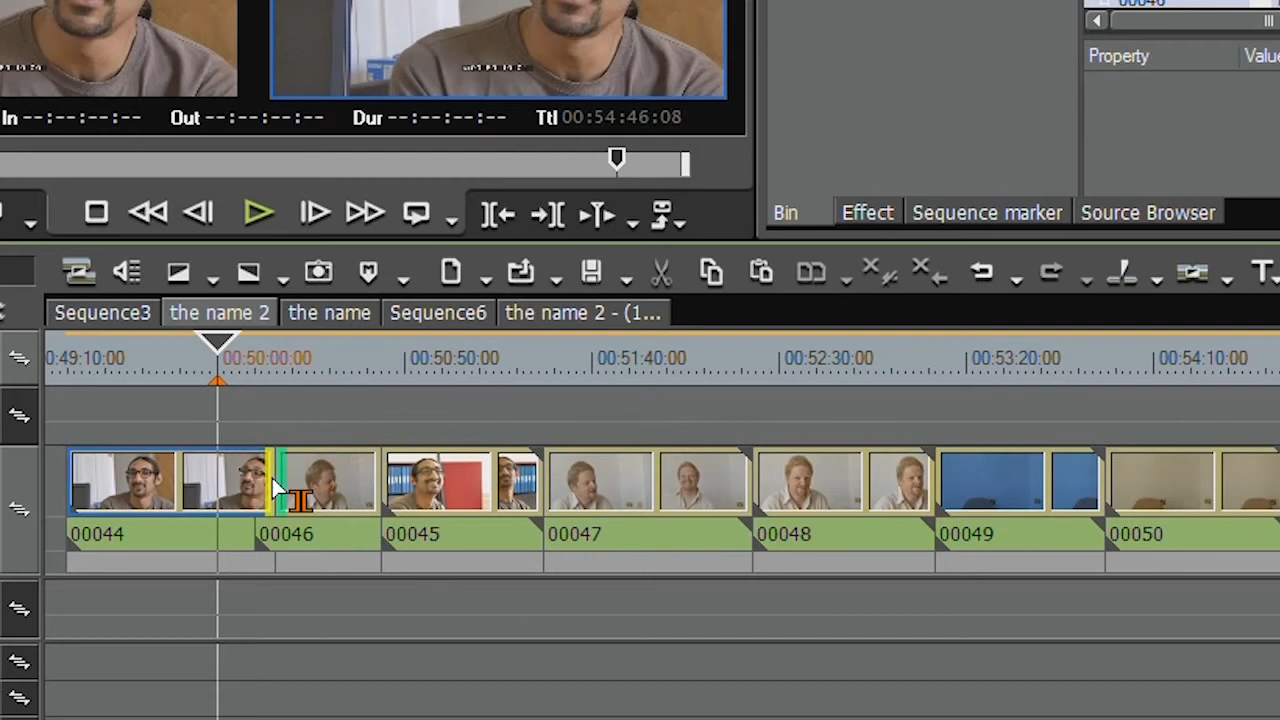 00046
Property Value
In --:--:--:-- Out --:--:--:-- Dur --:--:--:-- Ttl 00:54:46:08
Bin Effect Sequence marker Source Browser
Sequence3 the name 2 the name Sequence6 the name 2 - (1...
0:49:10:00 00:50:00:00 00:50:50:00 00:51:40:00 00:52:30:00 00:53:20:00 00:54:10:00
00044 00046 00045 00047 00048 00049 00050